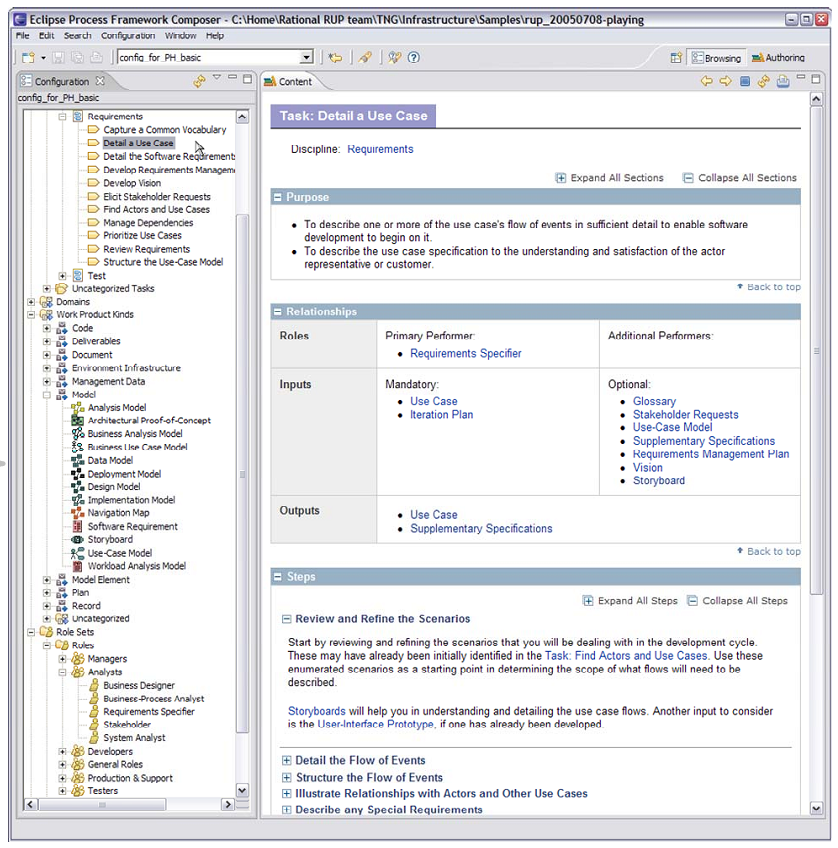 Eclipse Process Framework Composer - C:\Home\Rational RUP team\TNG\Infrastructure\Samples\rup_20050708-playing
File Edit Search Configuration Window Help
config_for_PH_basic
Browsing Authoring
Configuration
config_for_PH_basic
Requirements
Capture a Common Vocabulary
Detail a Use Case
Detail the Software Requirements
Develop Requirements Managem
Develop Vision
Elicit Stakeholder Requests
Find Actors and Use Cases
Manage Dependencies
Prioritize Use Cases
Review Requirements
Structure the Use-Case Model
Test
Uncategorized Tasks
Domains
Work Product Kinds
Code
Deliverables
Document
Environment Infrastructure
Management Data
Model
Analysis Model
Architectural Proof-of-Concept
Business Analysis Model
Business Use Case Model
Data Model
Deployment Model
Design Model
Implementation Model
Navigation Map
Software Requirement
Storyboard
Use-Case Model
Workload Analysis Model
Model Element
Plan
Record
Uncategorized
Role Sets
Roles
Managers
Analysts
Business Designer
Business-Process Analyst
Requirements Specifier
Stakeholder
System Analyst
Developers
General Roles
Production & Support
Testers
Content
Task: Detail a Use Case
Discipline: Requirements
Expand All Sections Collapse All Sections
Purpose
• To describe one or more of the use case's flow of events in sufficient detail to enable software
development to begin on it.
• To describe the use case specification to the understanding and satisfaction of the actor
representative or customer.
Back to top
Relationships
Roles
Primary Performer:
• Requirements Specifier
Additional Performers:
Inputs
Mandatory:
• Use Case
• Iteration Plan
Optional:
• Glossary
• Stakeholder Requests
• Use-Case Model
• Supplementary Specifications
• Requirements Management Plan
• Vision
• Storyboard
Outputs
• Use Case
• Supplementary Specifications
Back to top
Steps
Expand All Steps Collapse All Steps
Review and Refine the Scenarios
Start by reviewing and refining the scenarios that you will be dealing with in the development cycle.
These may have already been initially identified in the Task: Find Actors and Use Cases. Use these
enumerated scenarios as a starting point in determining the scope of what flows will need to be
described.
Storyboards will help you in understanding and detailing the use case flows. Another input to consider
is the User-Interface Prototype, if one has already been developed.
Detail the Flow of Events
Structure the Flow of Events
Illustrate Relationships with Actors and Other Use Cases
Describe any Special Requirements